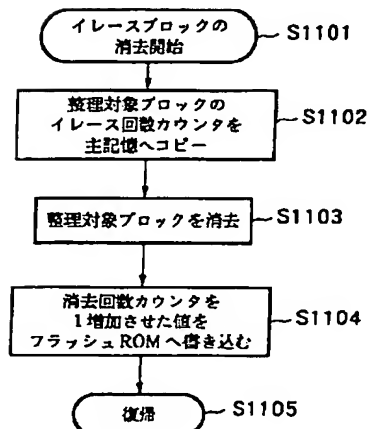 イレースブロックの
消去開始
S1101
整理対象ブロックの
イレース回数カウンタを
主記憶へコピー
S1102
整理対象ブロックを消去
S1103
消去回数カウンタを
1増加させた値を
フラッシュROMへ書き込む
S1104
復帰
S1105